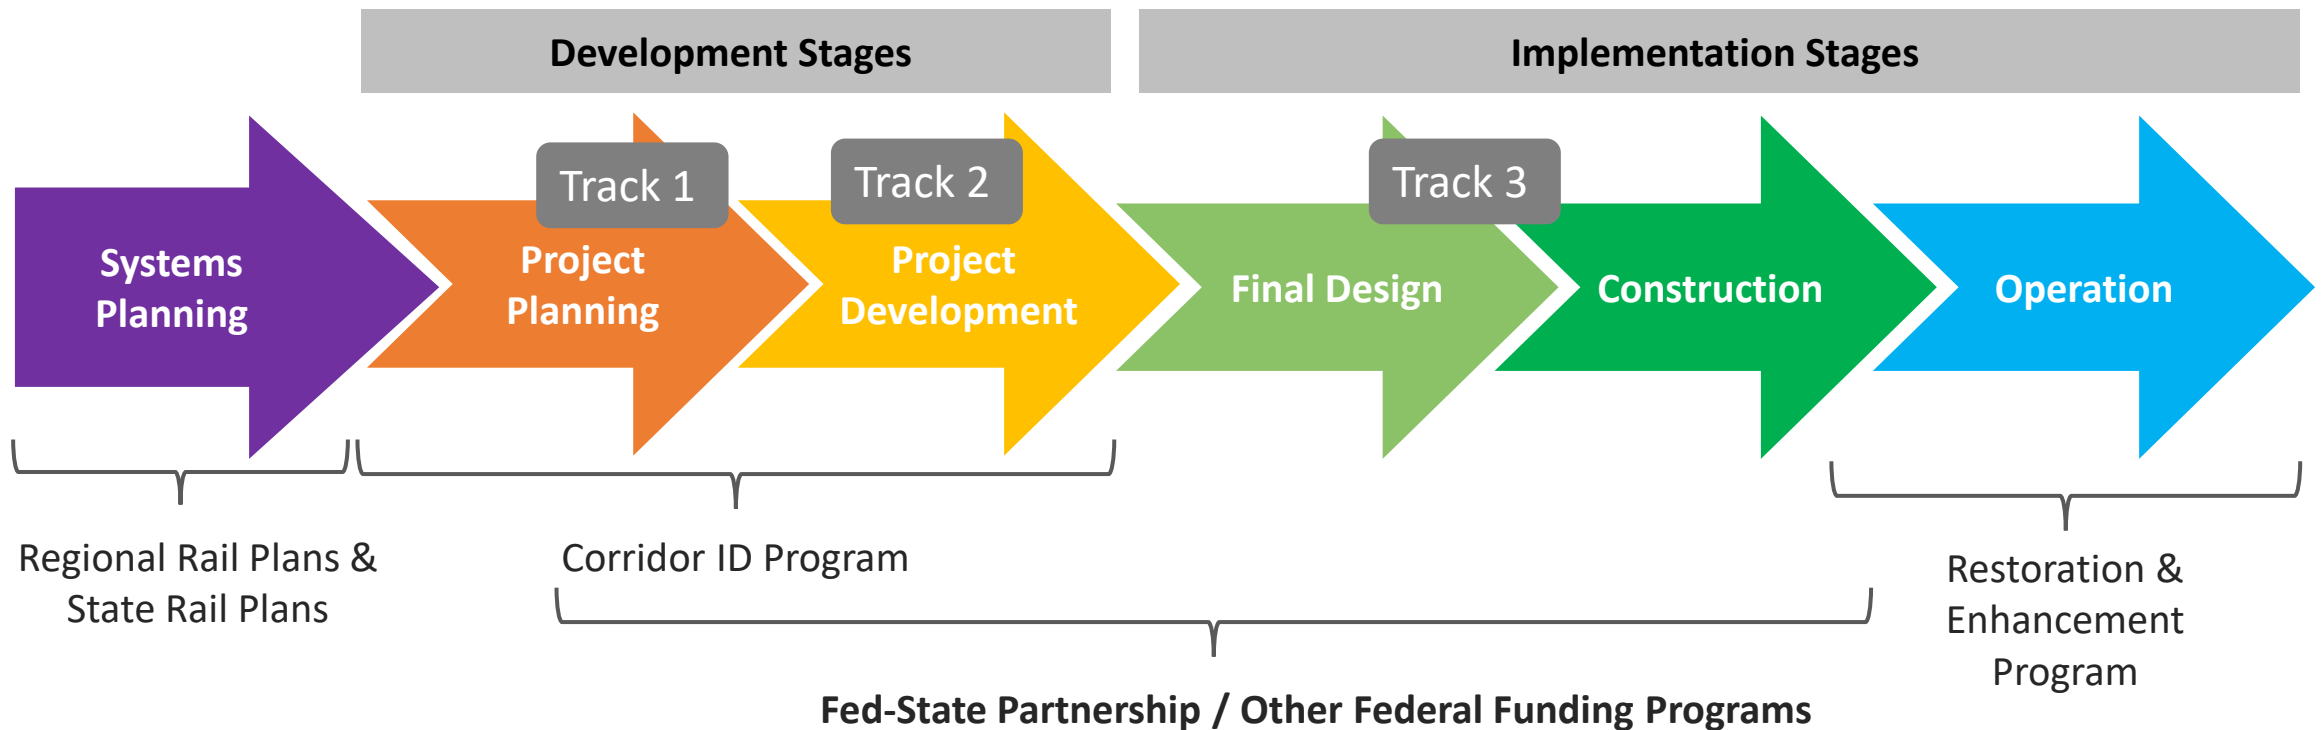 Development Stages
Implementation Stages
Track 1
Track 2
Track 3
Systems
Planning
Project
Planning
Project
Development
Final Design
Construction
Operation
Regional Rail Plans &
State Rail Plans
Corridor ID Program
Restoration &
Enhancement
Program
Fed-State Partnership / Other Federal Funding Programs